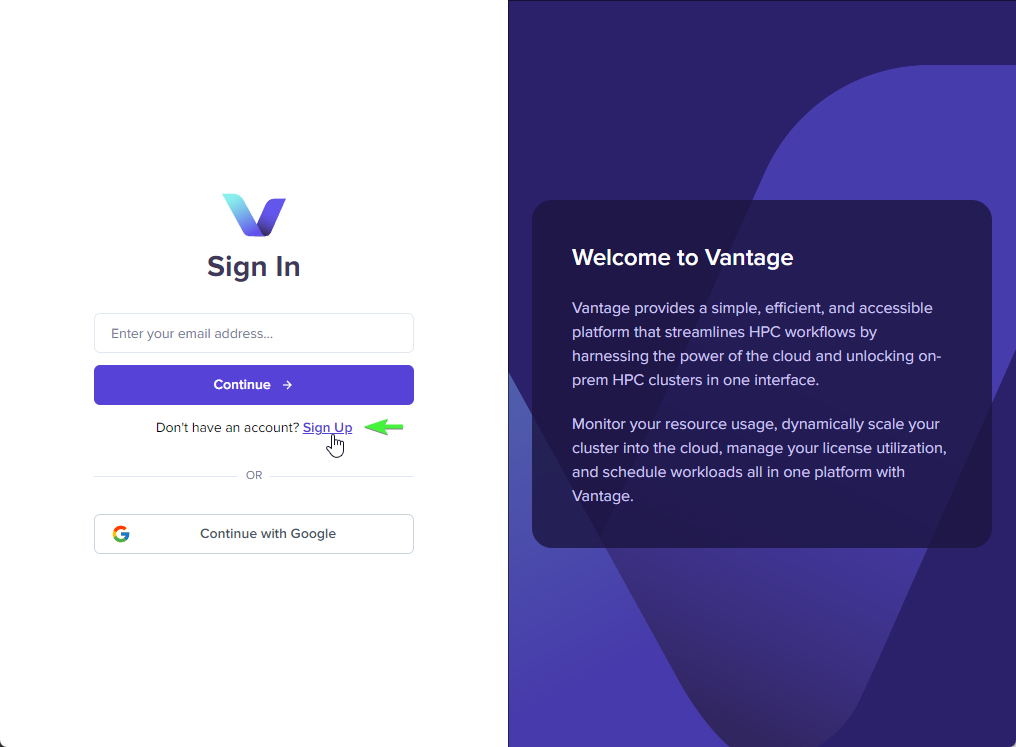 Sign In
Enter your email address...
Continue →
Don't have an account? Sign Up
OR
Continue with Google
Welcome to Vantage
Vantage provides a simple, efficient, and accessible
platform that streamlines HPC workflows by
harnessing the power of the cloud and unlocking on-
prem HPC clusters in one interface.
Monitor your resource usage, dynamically scale your
cluster into the cloud, manage your license utilization,
and schedule workloads all in one platform with
Vantage.